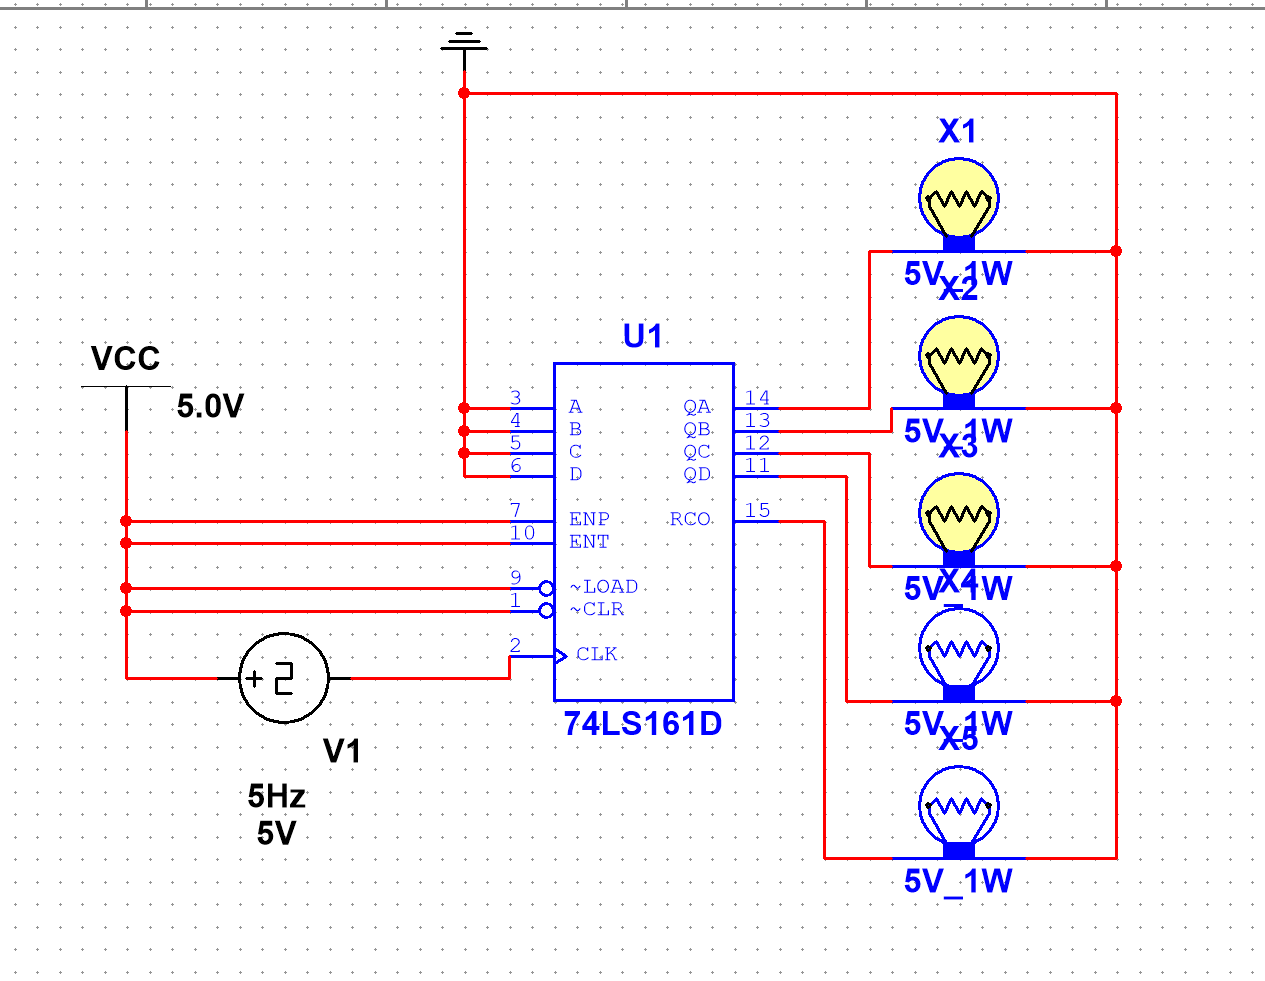 X1
5V_1W
X2
U1
VCC
5.0V
3 A QA 14
4 B QB 13
5 C QC 12
6 D QD 11
5V_1W
X3
7 ENP RCO 15
10 ENT
9 ~LOAD
1 ~CLR
5V_1W
X4
2 CLK
74LS161D
5V_1W
X5
V1
5Hz
5V
5V_1W